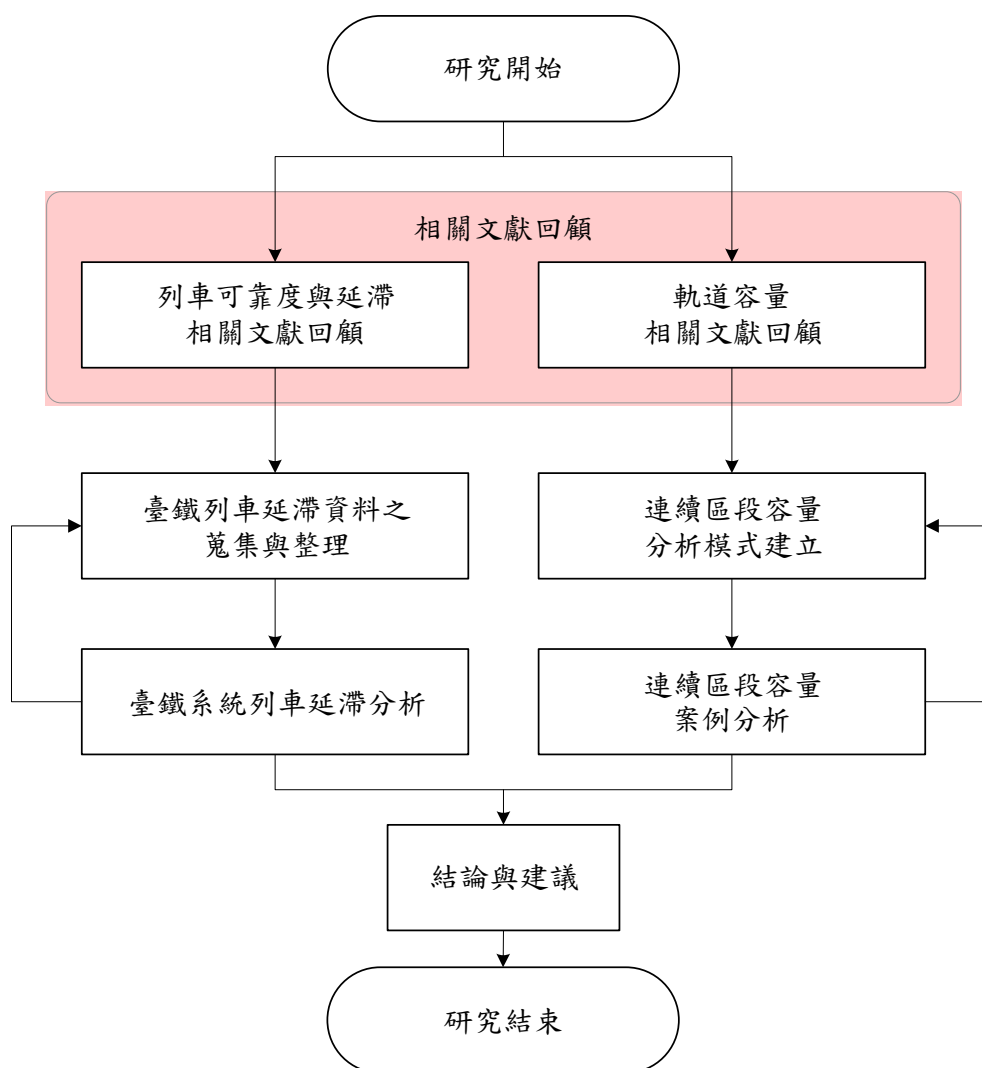 研究開始
相關文獻回顧
列車可靠度與延滯
相關文獻回顧
軌道容量
相關文獻回顧
臺鐵列車延滯資料之
蒐集與整理
連續區段容量
分析模式建立
臺鐵系統列車延滯分析
連續區段容量
案例分析
結論與建議
研究結束